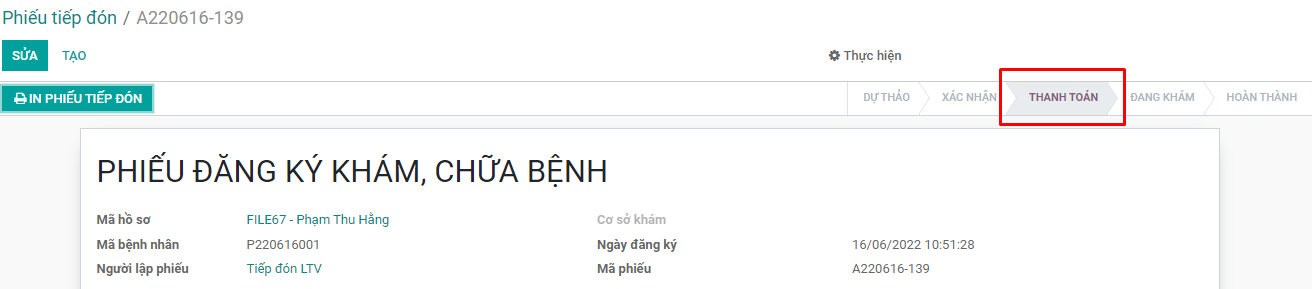 Phiếu tiếp đón / A220616-139
SỬA TẠO Thực hiện
IN PHIẾU TIẾP ĐÓN DỰ THẢO XÁC NHẬN THANH TOÁN ĐANG KHÁM HOÀN THÀNH
PHIẾU ĐĂNG KÝ KHÁM, CHỮA BỆNH
Mã hồ sơ FILE67 - Phạm Thu Hằng Cơ sở khám
Mã bệnh nhân P220616001 Ngày đăng ký 16/06/2022 10:51:28
Người lập phiếu Tiếp đón LTV Mã phiếu A220616-139